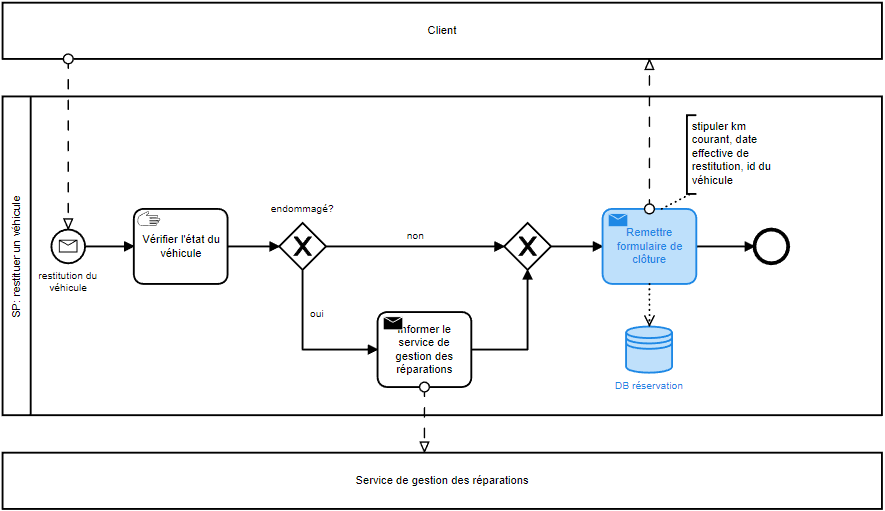 Client
stipuler km
courant, date
effective de
restitution, id du
véhicule
SP: restituer un véhicule
endommagé?
Vérifier l'état du
véhicule
non
Remettre
formulaire de
clôture
restitution du
véhicule
oui
Informer le
service de
gestion des
réparations
DB réservation
Service de gestion des réparations